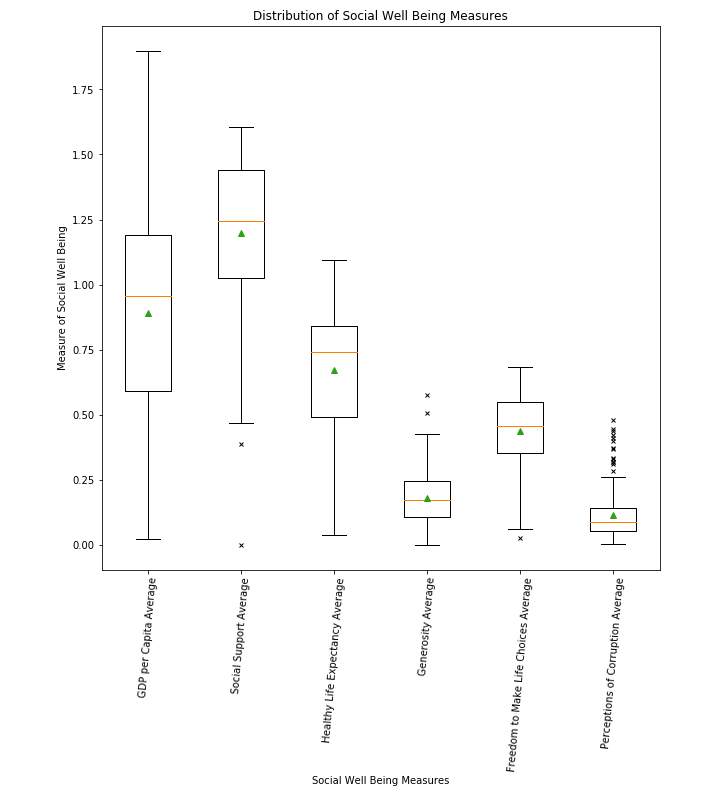 Distribution of Social Well Being Measures
Measure of Social Well Being
1.75
1.50
1.25
1.00
0.75
0.50
0.25
0.00
GDP per Capita Average
Social Support Average
Healthy Life Expectancy Average
Generosity Average
Freedom to Make Life Choices Average
Perceptions of Corruption Average
Social Well Being Measures